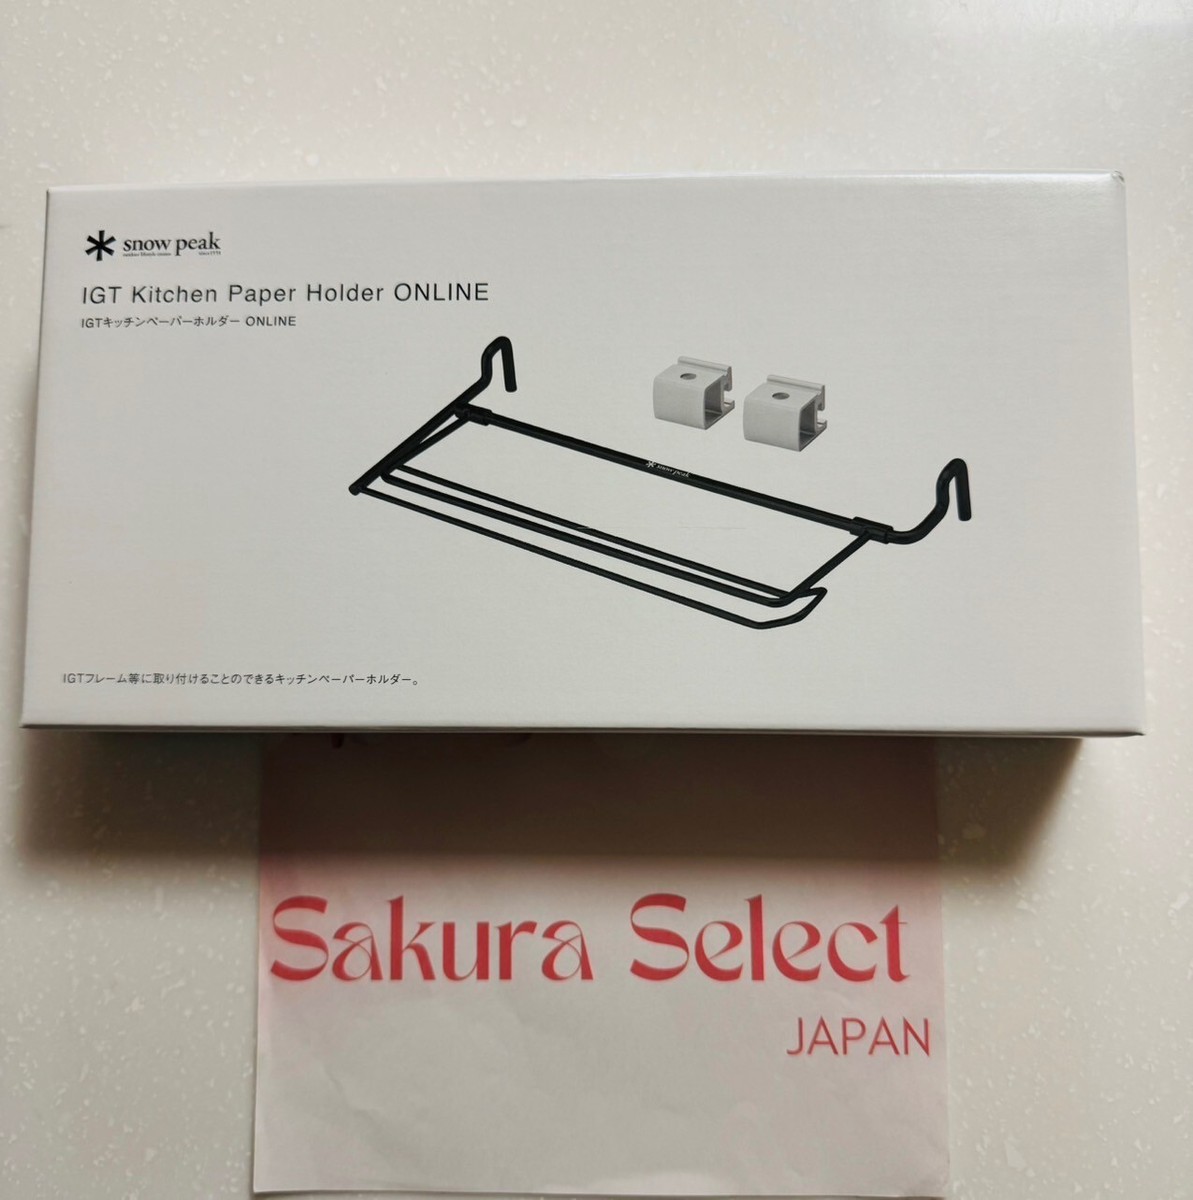 snow peak
IGT Kitchen Paper Holder ONLINE
IGTキッチンペーパーホルダー ONLINE
snow peak
IGTフレーム等に取り付けることのできるキッチンペーパーホルダー。
Sakura Select
JAPAN